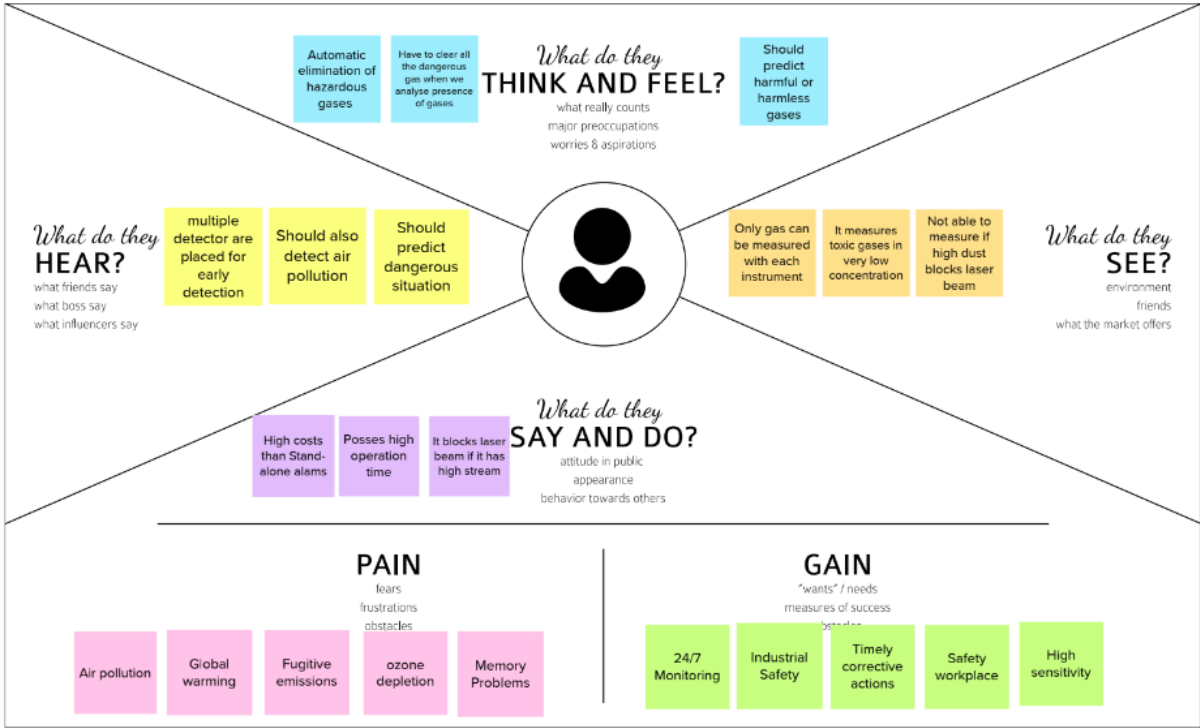 Automatic
elimination of
hazardous
gases
Have to clear all
the dangerous
gas when we
analyse presence
of gases
What do they
THINK AND FEEL?
what really counts
major preoccupations
worries & aspirations
Should
predict
harmful or
harmless
gases
What do they
HEAR?
what friends say
what boss say
what influencers say
multiple
detector are
placed for
early
detection
Should also
detect air
pollution
Should
predict
dangerous
situation
Only gas can
be measured
with each
instrument
It measures
toxic gases in
very low
concentration
Not able to
measure if
high dust
blocks laser
beam
What do they
SEE?
environment
friends
what the market offers
High costs
than Stand-
alone alams
Posses high
operation
time
It blocks laser
beam if it has
high stream
What do they
SAY AND DO?
attitude in public
appearance
behavior towards others
PAIN
fears
frustrations
obstacles
Air pollution
Global
warming
Fugitive
emissions
ozone
depletion
Memory
Problems
GAIN
"wants" / needs
measures of success
obstacles
24/7
Monitoring
Industrial
Safety
Timely
corrective
actions
Safety
workplace
High
sensitivity